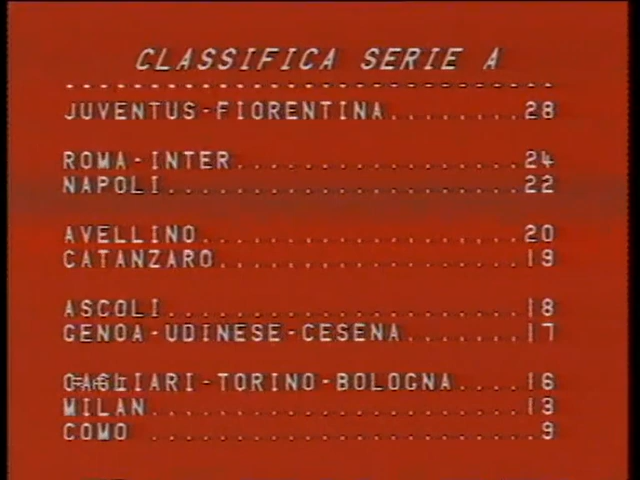 CLASSIFICA SERIE A
- - - - - - - - - - - - - - - - - - - - - - - - - - - - -
JUVENTUS-FIORENTINA........28
ROMA-INTER.................24
NAPOLI.....................22
AVELLINO...................20
CATANZARO..................19
ASCOLI.....................18
GENOA-UDINESE-CESENA.......17
CAGLIARI-TORINO-BOLOGNA....16
MILAN......................13
COMO .......................9